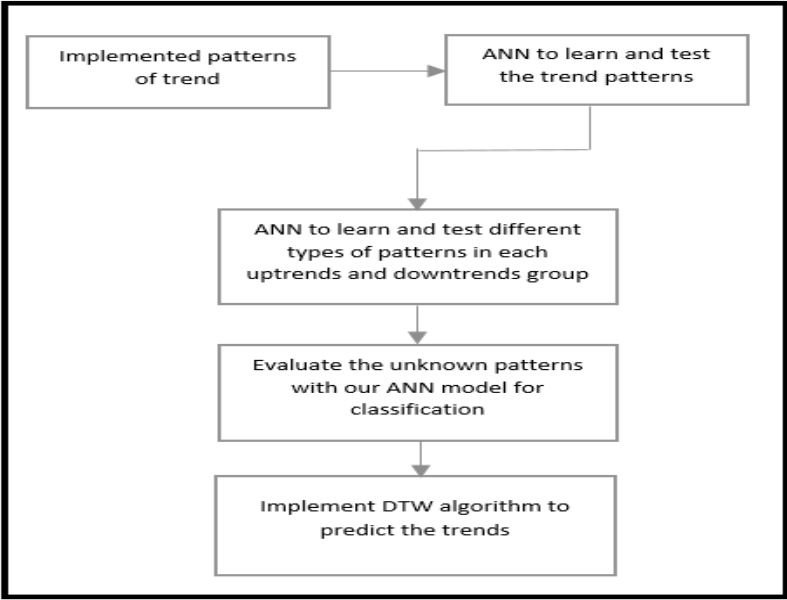 Implemented patterns
of trend
ANN to learn and test
the trend patterns
ANN to learn and test different
types of patterns in each
uptrends and downtrends group
Evaluate the unknown patterns
with our ANN model for
classification
Implement DTW algorithm to
predict the trends